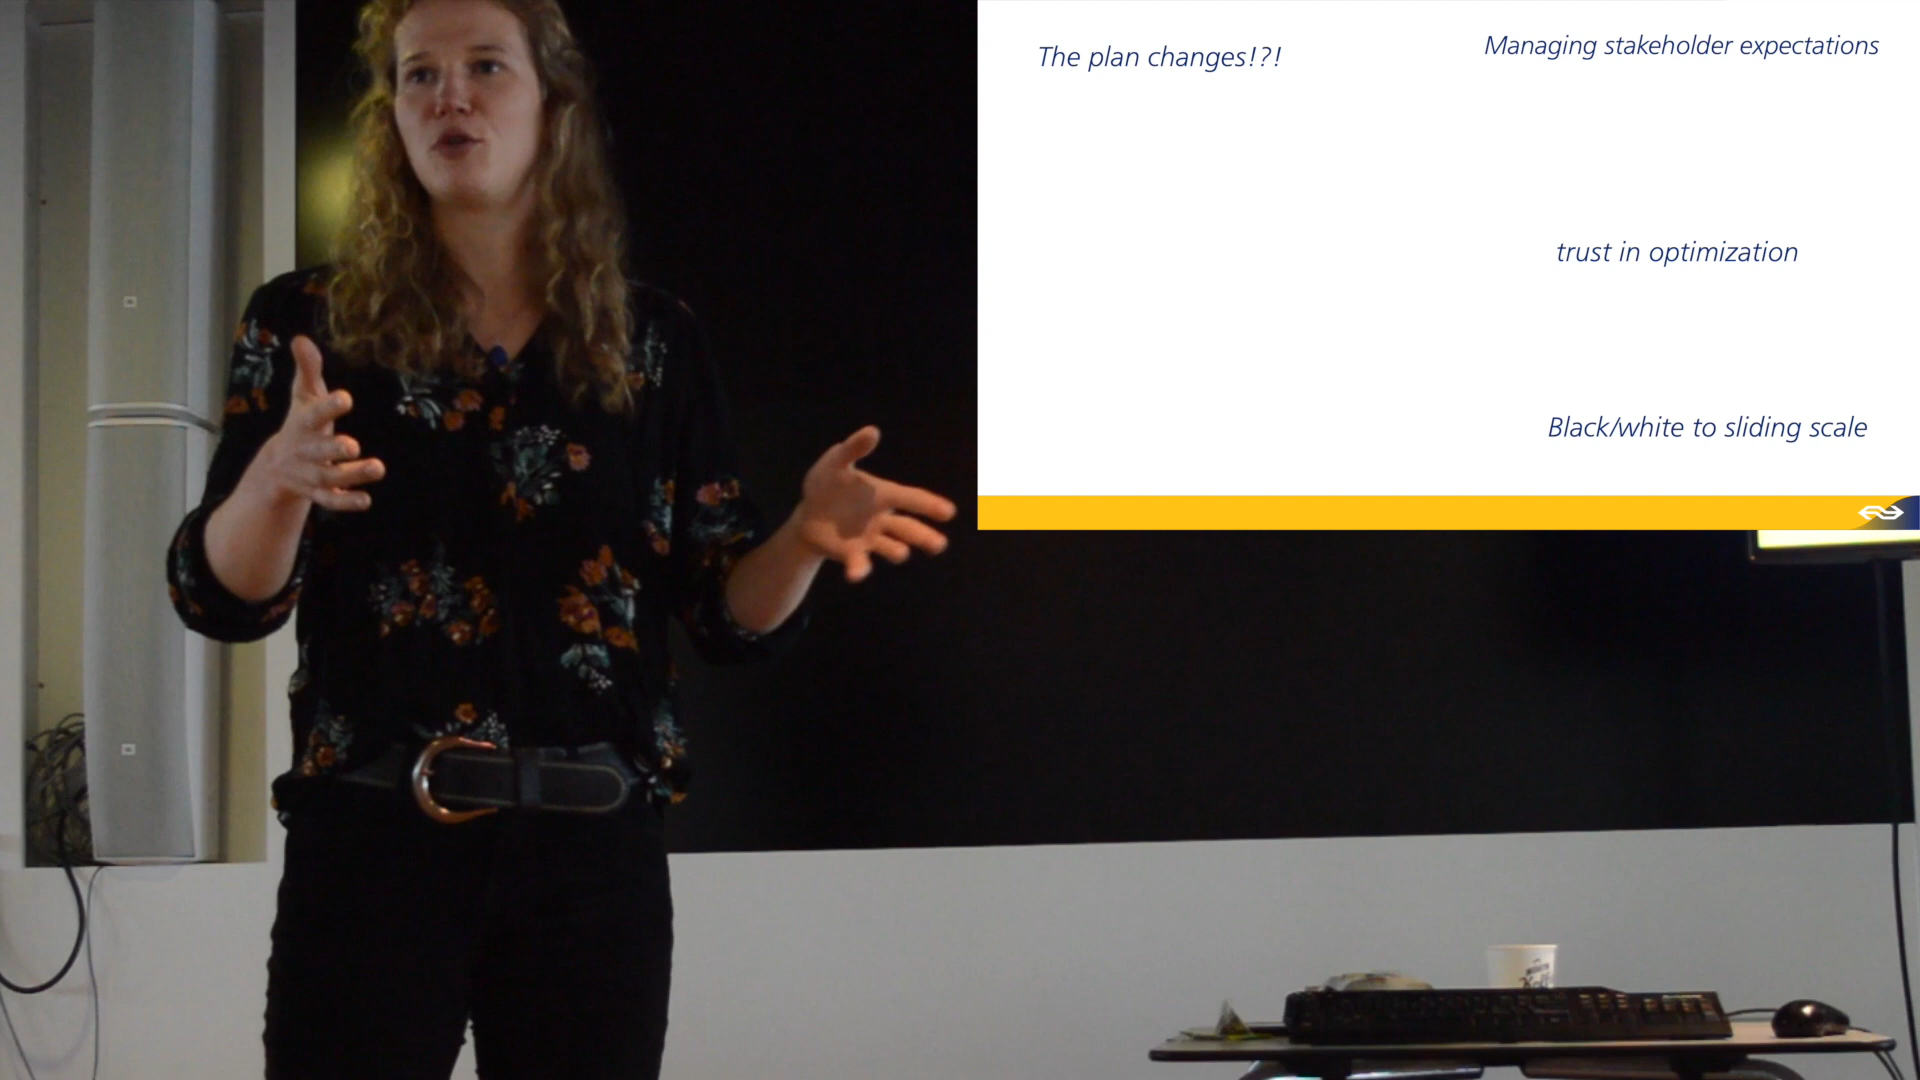 The plan changes!?!
Managing stakeholder expectations
trust in optimization
Black/white to sliding scale